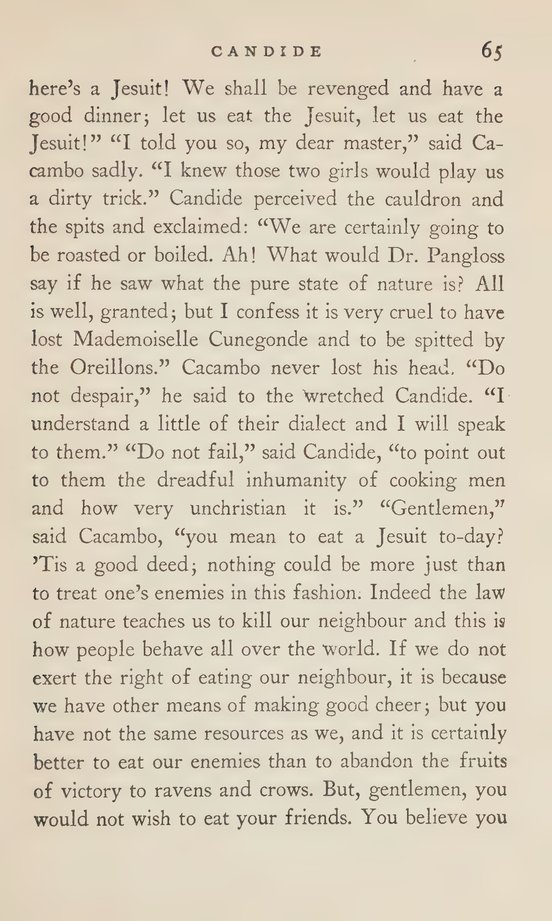 CANDIDE 65
here's a Jesuit! We shall be revenged and have a
good dinner; let us eat the Jesuit, let us eat the
Jesuit!" "I told you so, my dear master," said Ca-
cambo sadly. "I knew those two girls would play us
a dirty trick." Candide perceived the cauldron and
the spits and exclaimed: "We are certainly going to
be roasted or boiled. Ah! What would Dr. Pangloss
say if he saw what the pure state of nature is? All
is well, granted; but I confess it is very cruel to have
lost Mademoiselle Cunegonde and to be spitted by
the Oreillons." Cacambo never lost his head. "Do
not despair," he said to the wretched Candide. "I
understand a little of their dialect and I will speak
to them." "Do not fail," said Candide, "to point out
to them the dreadful inhumanity of cooking men
and how very unchristian it is." "Gentlemen,"
said Cacambo, "you mean to eat a Jesuit to-day?
'Tis a good deed; nothing could be more just than
to treat one's enemies in this fashion. Indeed the law
of nature teaches us to kill our neighbour and this is
how people behave all over the world. If we do not
exert the right of eating our neighbour, it is because
we have other means of making good cheer; but you
have not the same resources as we, and it is certainly
better to eat our enemies than to abandon the fruits
of victory to ravens and crows. But, gentlemen, you
would not wish to eat your friends. You believe you